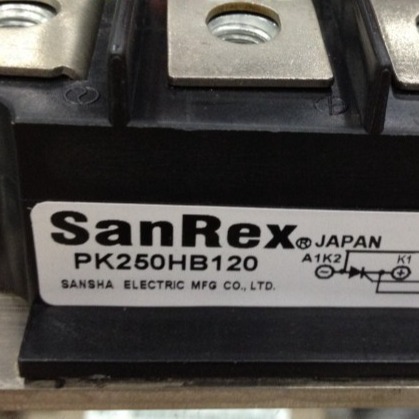 SanRex® JAPAN
PK250HB120
A1K2 K1
SANSHA ELECTRIC MFG CO., LTD.